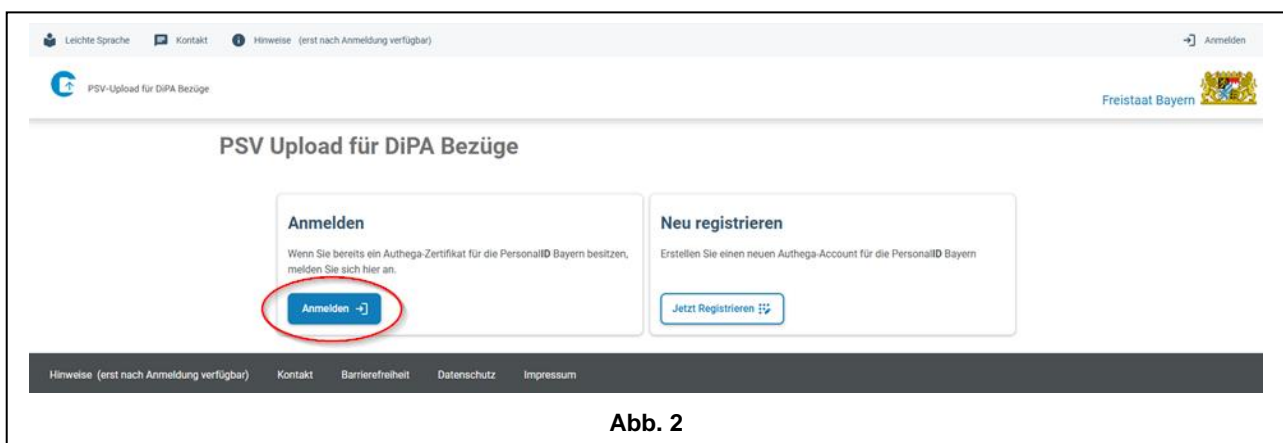 Leichte Sprache Kontakt Hinweise (erst nach Anmeldung verfügbar) Anmelden
PSV-Upload für DiPA Bezüge
Freistaat Bayern
PSV Upload für DiPA Bezüge
Anmelden
Wenn Sie bereits ein Authega-Zertifikat für die PersonalID Bayern besitzen,
melden Sie sich hier an.
Anmelden
Neu registrieren
Erstellen Sie einen neuen Authega-Account für die PersonalID Bayern
Jetzt Registrieren
Hinweise (erst nach Anmeldung verfügbar) Kontakt Barrierefreiheit Datenschutz Impressum
Abb. 2